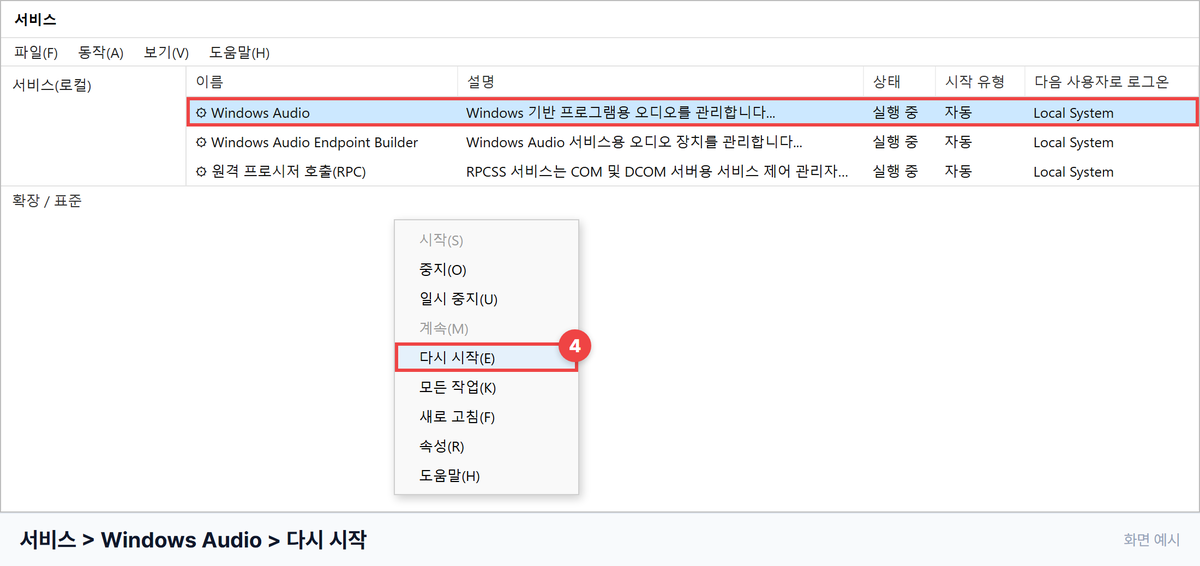 서비스
파일(F) 동작(A) 보기(V) 도움말(H)
서비스(로컬)
이름 설명 상태 시작 유형 다음 사용자로 로그온
Windows Audio Windows 기반 프로그램용 오디오를 관리합니다... 실행 중 자동 Local System
Windows Audio Endpoint Builder Windows Audio 서비스용 오디오 장치를 관리합니다... 실행 중 자동 Local System
원격 프로시저 호출(RPC) RPCSS 서비스는 COM 및 DCOM 서버용 서비스 제어 관리자... 실행 중 자동 Local System
확장 / 표준
시작(S)
중지(O)
일시 중지(U)
계속(M)
다시 시작(E) 4
모든 작업(K)
새로 고침(F)
속성(R)
도움말(H)
서비스 > Windows Audio > 다시 시작 화면 예시